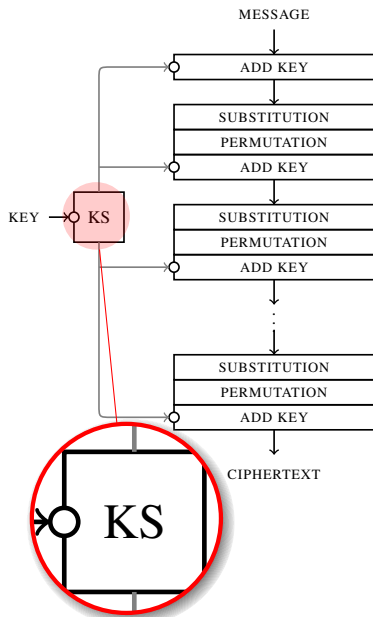 MESSAGE
ADD KEY
SUBSTITUTION
PERMUTATION
ADD KEY
KEY
KS
SUBSTITUTION
PERMUTATION
ADD KEY
SUBSTITUTION
PERMUTATION
ADD KEY
CIPHERTEXT
KS